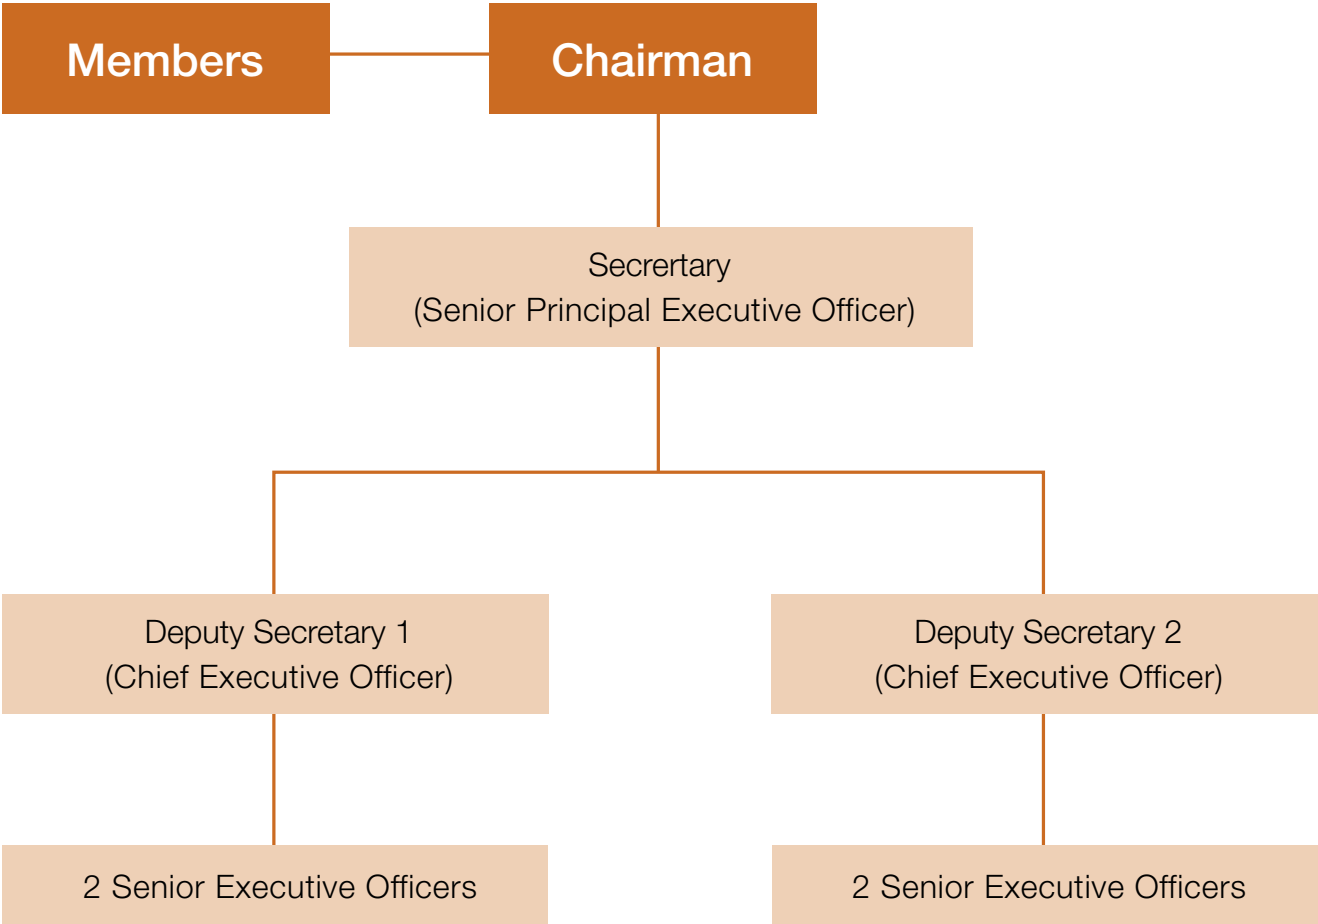 Members
Chairman
Secrertary
(Senior Principal Executive Officer)
Deputy Secretary 1
(Chief Executive Officer)
Deputy Secretary 2
(Chief Executive Officer)
2 Senior Executive Officers
2 Senior Executive Officers